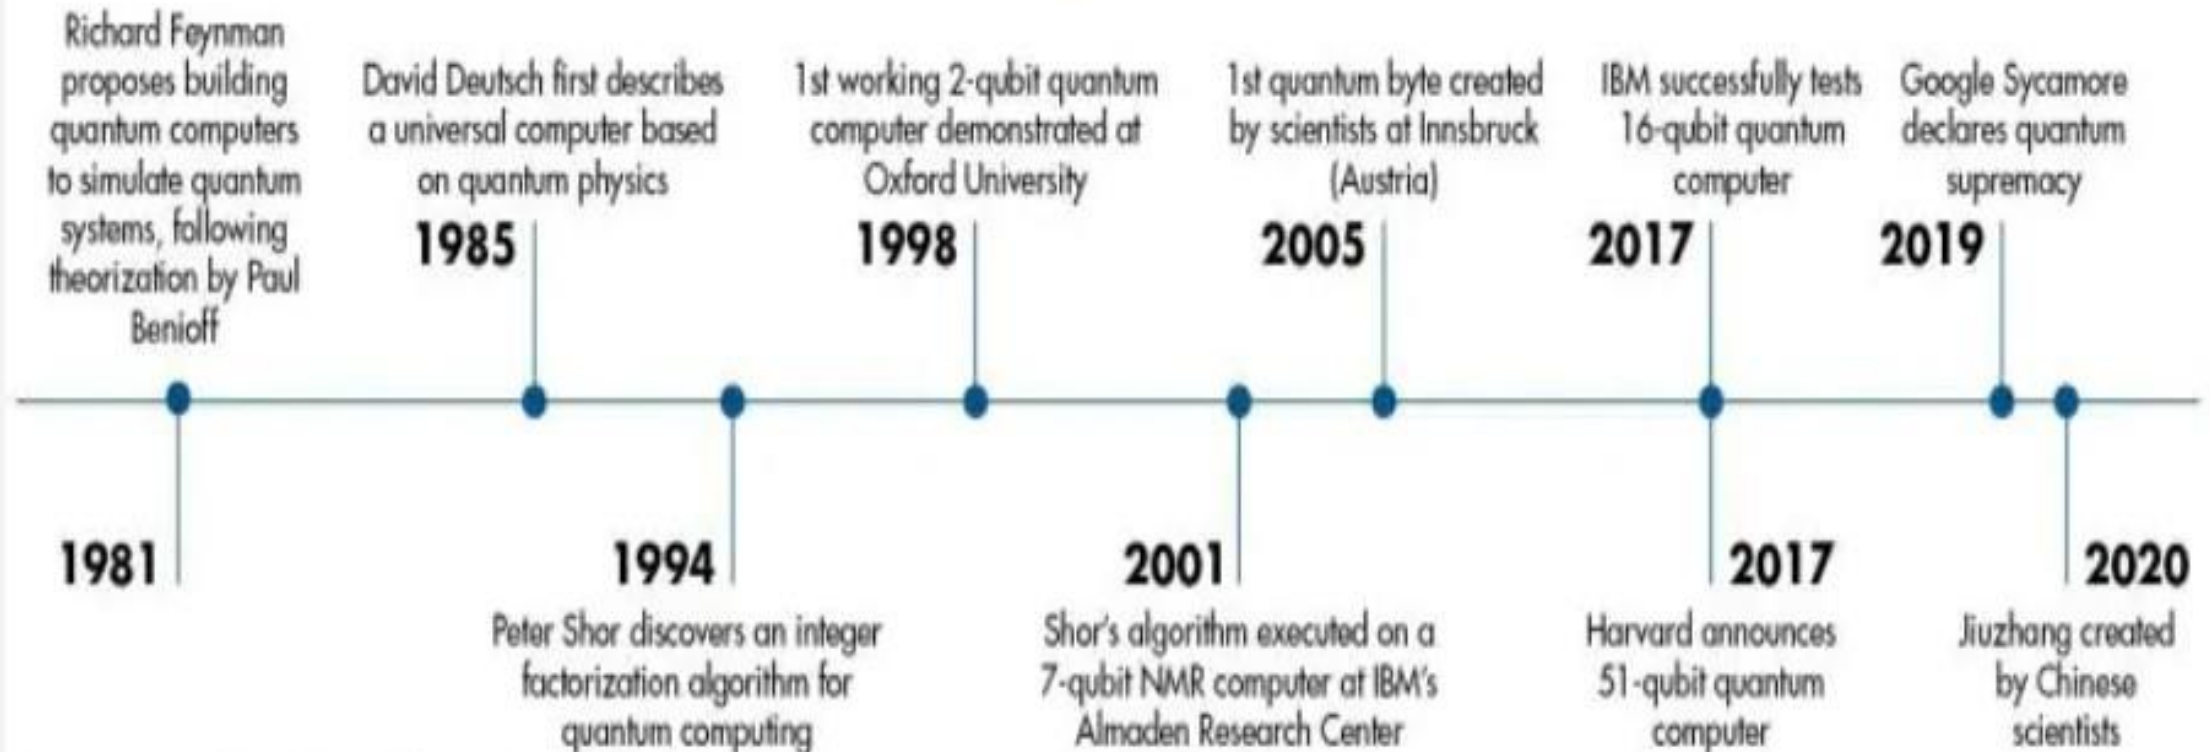 Richard Feynman
proposes building
quantum computers
to simulate quantum
systems, following
theorization by Paul
Benioff
1981
David Deutsch first describes
a universal computer based
on quantum physics
1985
1994
Peter Shor discovers an integer
factorization algorithm for
quantum computing
1st working 2-qubit quantum
computer demonstrated at
Oxford University
1998
2001
Shor's algorithm executed on a
7-qubit NMR computer at IBM's
Almaden Research Center
1st quantum byte created
by scientists at Innsbruck
(Austria)
2005
IBM successfully tests
16-qubit quantum
computer
2017
2017
Harvard announces
51-qubit quantum
computer
Google Sycamore
declares quantum
supremacy
2019
2020
Jiuzhang created
by Chinese
scientists